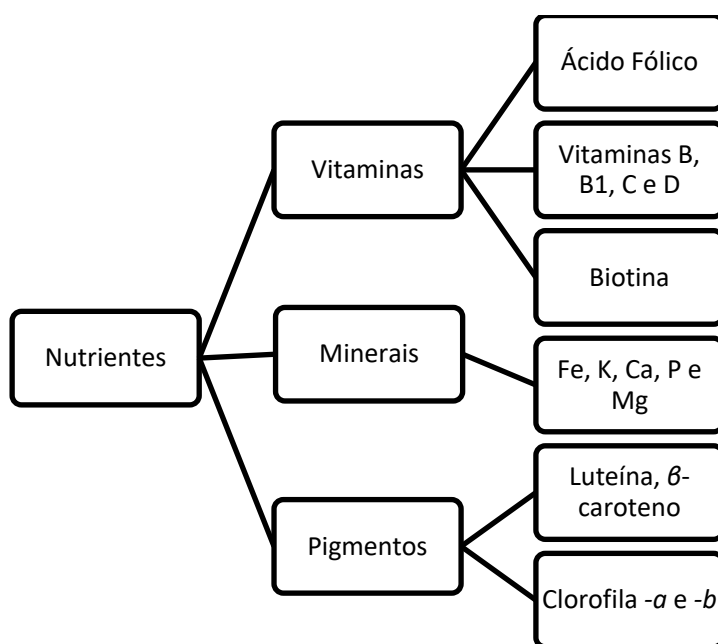 Nutrientes
Vitaminas
Ácido Fólico
Vitaminas B,
B1, C e D
Biotina
Minerais
Fe, K, Ca, P e
Mg
Pigmentos
Luteína, β-
caroteno
Clorofila -a e -b